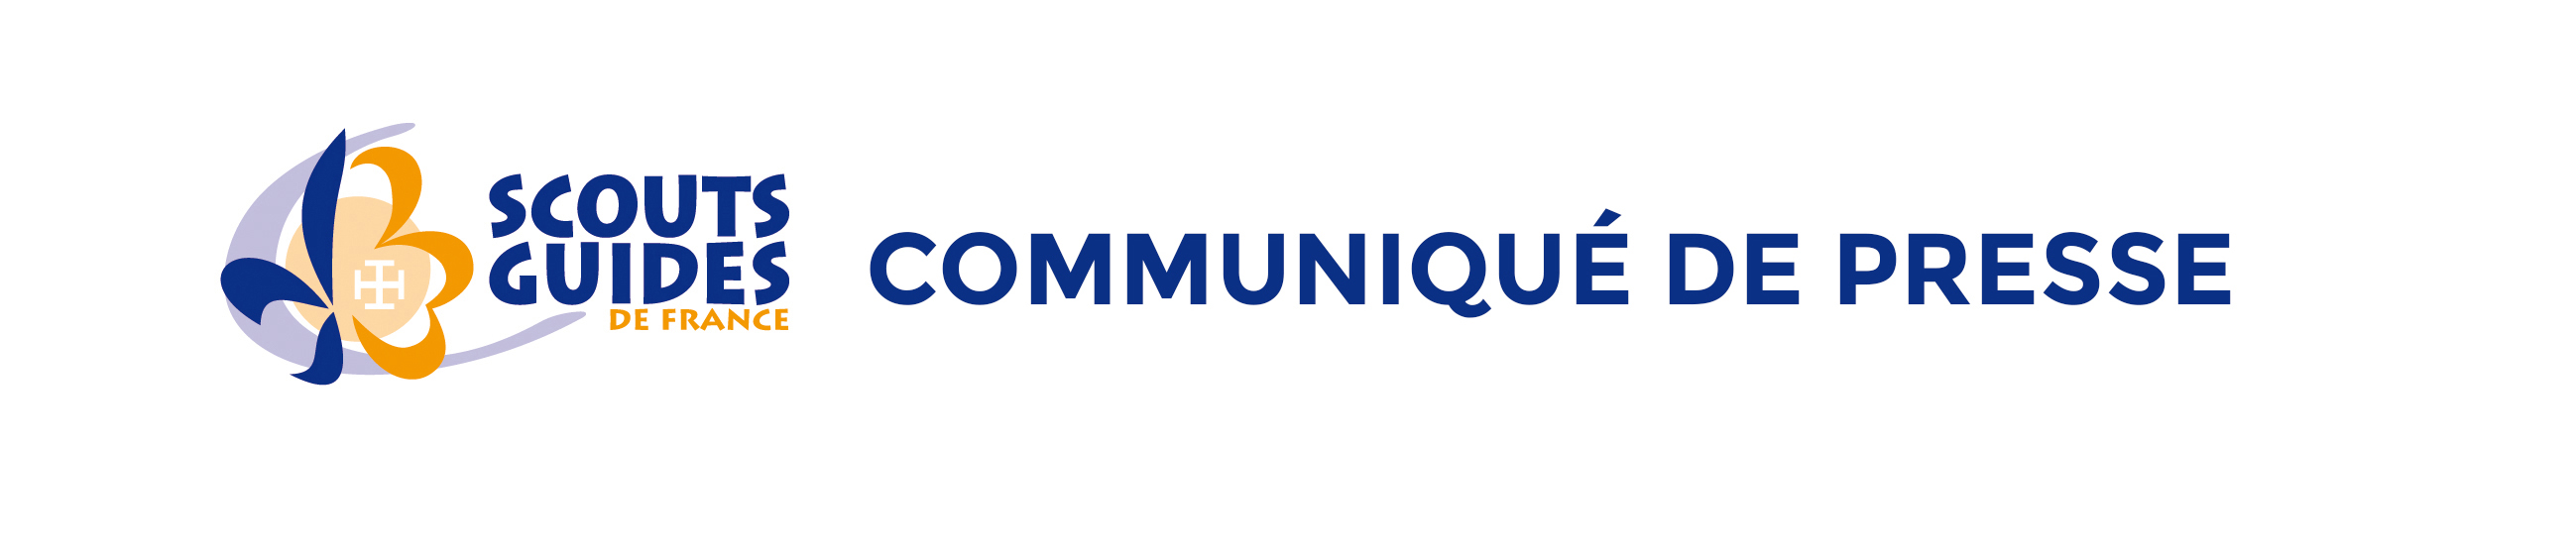 SCOUTS
GUIDES
DE FRANCE
COMMUNIQUÉ DE PRESSE